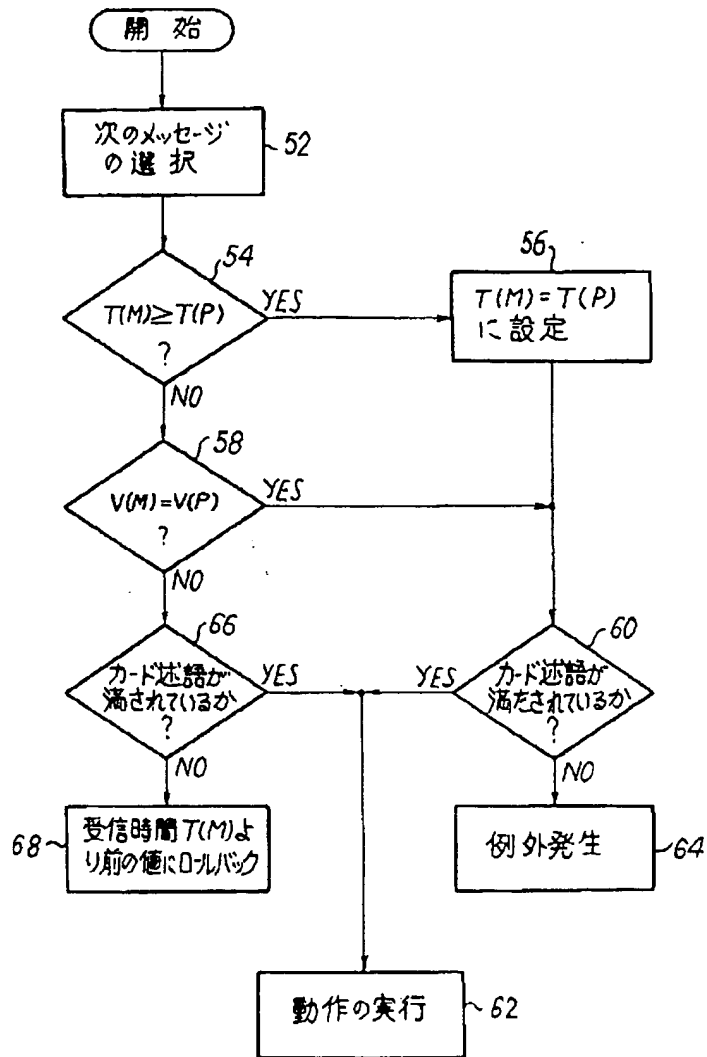 開始
次のメッセージ
の選択
52
54
T(M)≥T(P)
?
YES
NO
56
T(M)=T(P)
に設定
58
V(M)=V(P)
?
YES
NO
66
カード述語が
満されているか
?
YES
NO
60
カード述語が
満たされているか
?
YES
NO
68
受信時間T(M)よ
り前の値にロールバック
例外発生
64
動作の実行
62